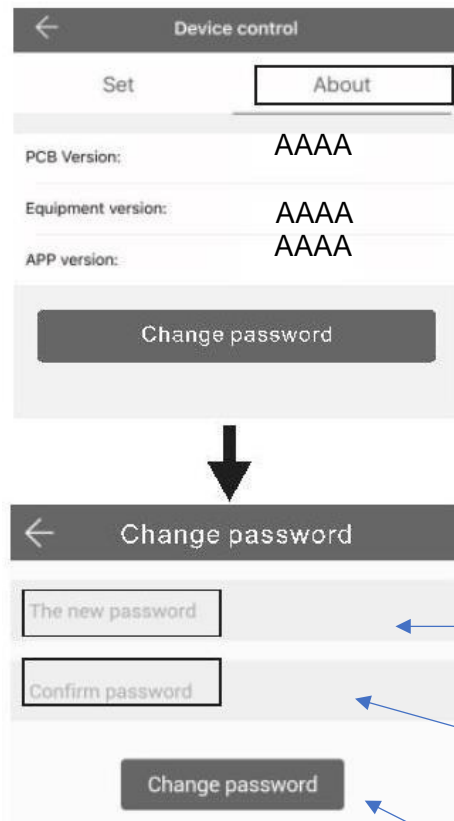 Device control
Set About
PCB Version: AAAA
Equipment version: AAAA
APP version: AAAA
Change password
Change password
The new password
Confirm password
Change password